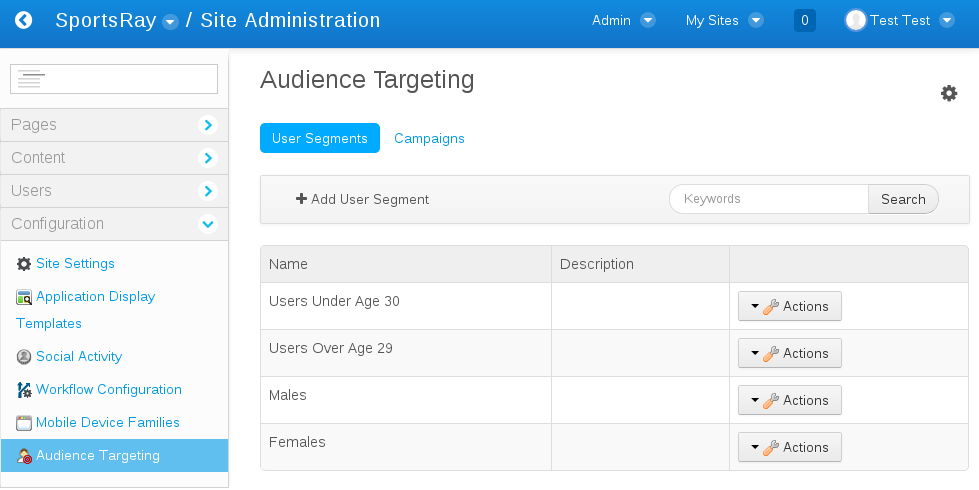 SportsRay / Site Administration
Admin
My Sites
0
Test Test
Pages
Content
Users
Configuration
Site Settings
Application Display
Templates
Social Activity
Workflow Configuration
Mobile Device Families
Audience Targeting
Audience Targeting
User Segments
Campaigns
Add User Segment
Keywords
Search
Name Description
Users Under Age 30 Actions
Users Over Age 29 Actions
Males Actions
Females Actions